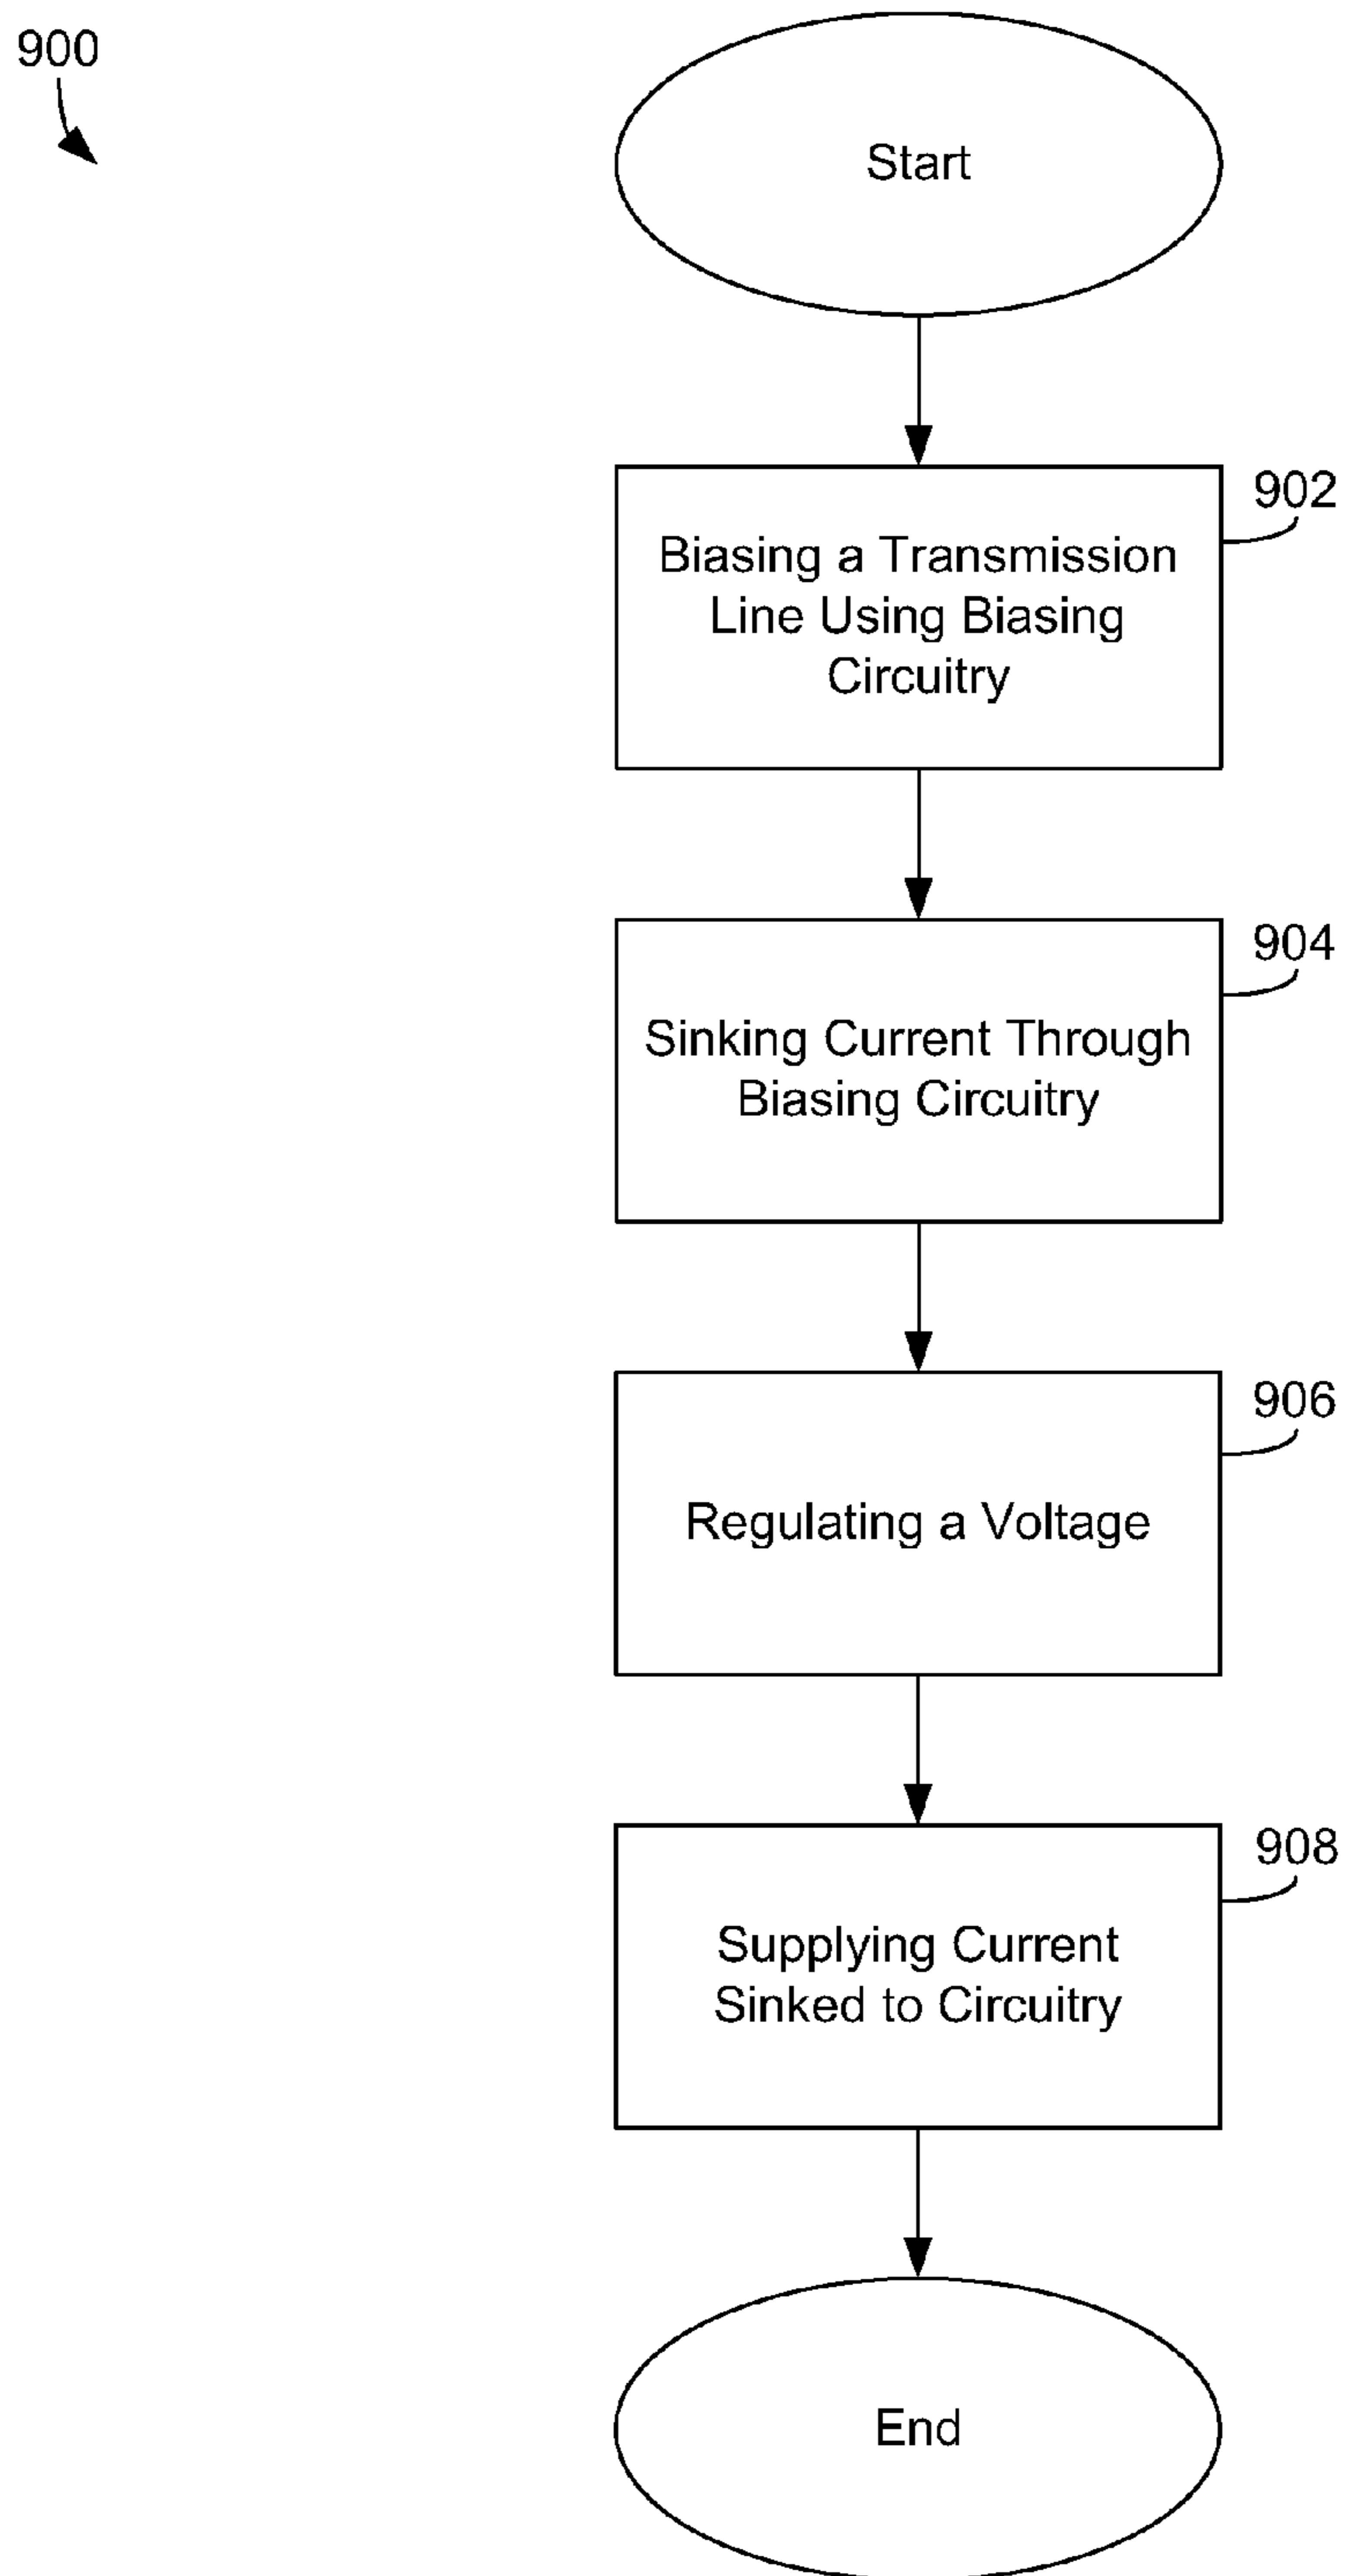 900
Start
902
Biasing a Transmission
Line Using Biasing
Circuitry
904
Sinking Current Through
Biasing Circuitry
906
Regulating a Voltage
908
Supplying Current
Sinked to Circuitry
End